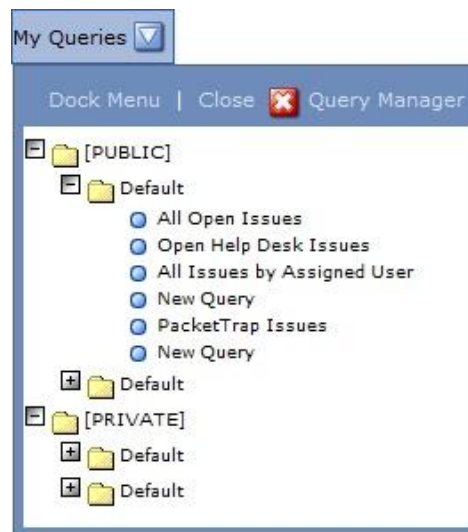 My Queries
Dock Menu | Close Query Manager
[PUBLIC]
Default
All Open Issues
Open Help Desk Issues
All Issues by Assigned User
New Query
PacketTrap Issues
New Query
Default
[PRIVATE]
Default
Default